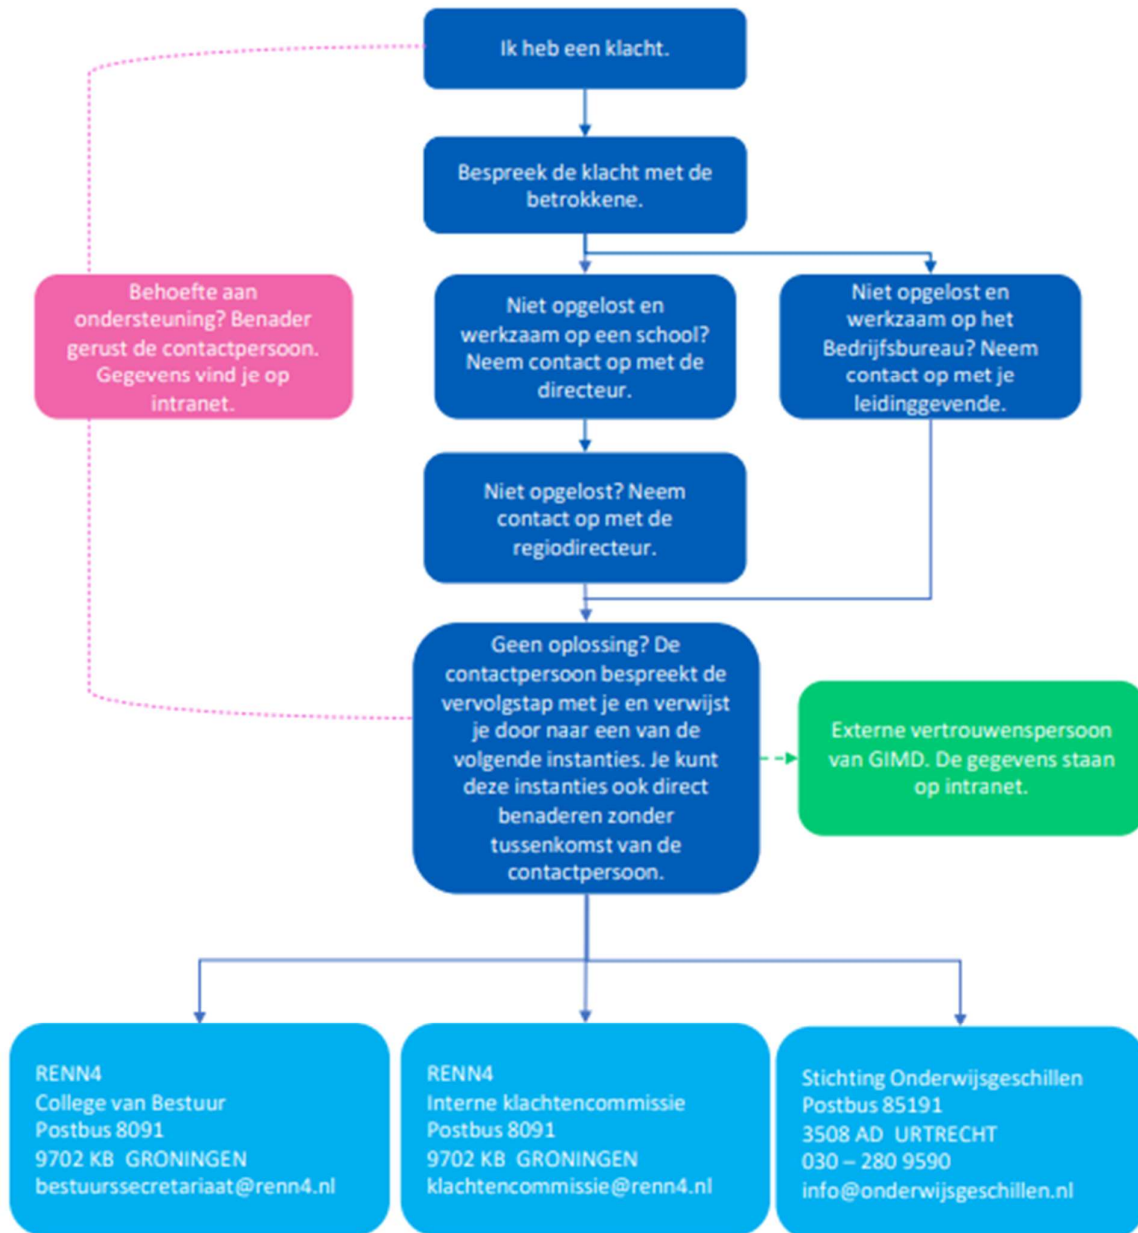 Ik heb een klacht.
Bespreek de klacht met de
betrokkene.
Behoefte aan
ondersteuning? Benader
gerust de contactpersoon.
Gegevens vind je op
intranet.
Niet opgelost en
werkzaam op een school?
Neem contact op met de
directeur.
Niet opgelost en
werkzaam op het
Bedrijfsbureau? Neem
contact op met je
leidinggevende.
Niet opgelost? Neem
contact op met de
regiodirecteur.
Geen oplossing? De
contactpersoon bespreekt de
vervolgstap met je en verwijst
je door naar een van de
volgende instanties. Je kunt
deze instanties ook direct
benaderen zonder
tussenkomst van de
contactpersoon.
Externe vertrouwenspersoon
van GIMD. De gegevens staan
op intranet.
RENN4
College van Bestuur
Postbus 8091
9702 KB  GRONINGEN
bestuurssecretariaat@renn4.nl
RENN4
Interne klachtencommissie
Postbus 8091
9702 KB  GRONINGEN
klachtencommissie@renn4.nl
Stichting Onderwijsgeschillen
Postbus 85191
3508 AD  URTRECHT
030 – 280 9590
info@onderwijsgeschillen.nl